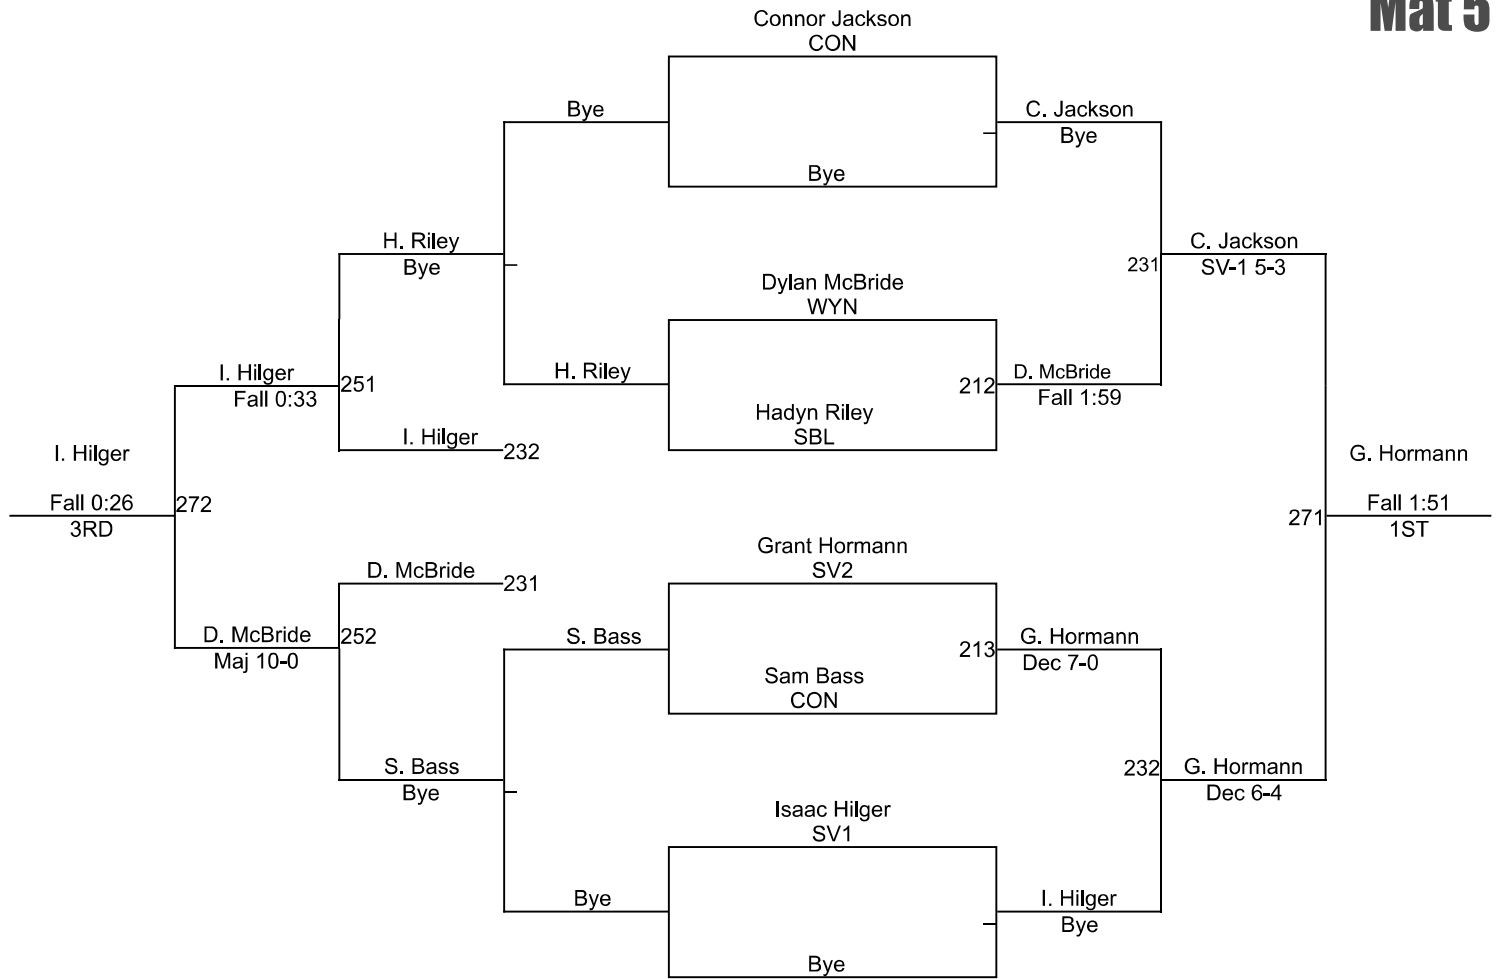 Mat 5
Connor Jackson
CON
Bye
C. Jackson
Bye
Bye
H. Riley
Bye
C. Jackson
231
SV-1 5-3
Dylan McBride
WYN
I. Hilger
251
Fall 0:33
H. Riley
212
D. McBride
Fall 1:59
Hadyn Riley
SBL
I. Hilger
232
I. Hilger
G. Hormann
Fall 0:26
272
3RD
271
Fall 1:51
1ST
Grant Hormann
SV2
D. McBride
231
D. McBride
252
Maj 10-0
S. Bass
213
G. Hormann
Dec 7-0
Sam Bass
CON
S. Bass
Bye
232
G. Hormann
Dec 6-4
Isaac Hilger
SV1
Bye
I. Hilger
Bye
Bye